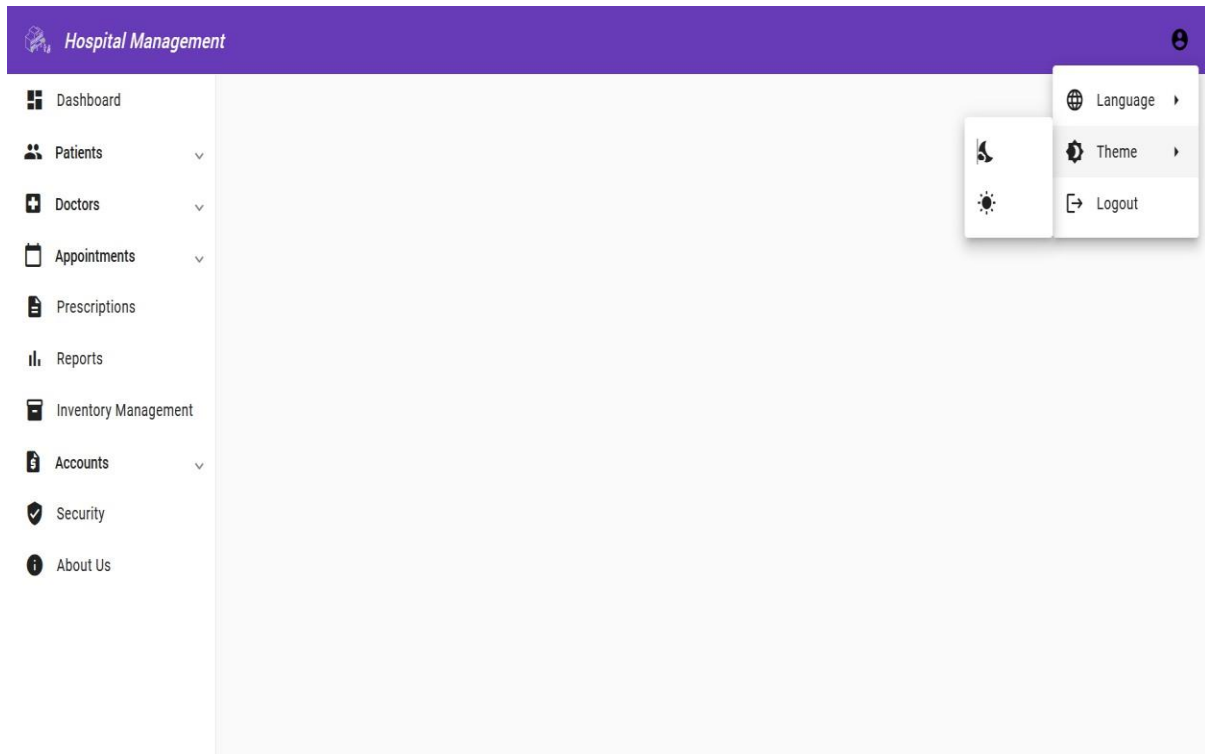 Hospital Management
Dashboard
Patients
Doctors
Appointments
Prescriptions
Reports
Inventory Management
Accounts
Security
About Us
Language
Theme
Logout